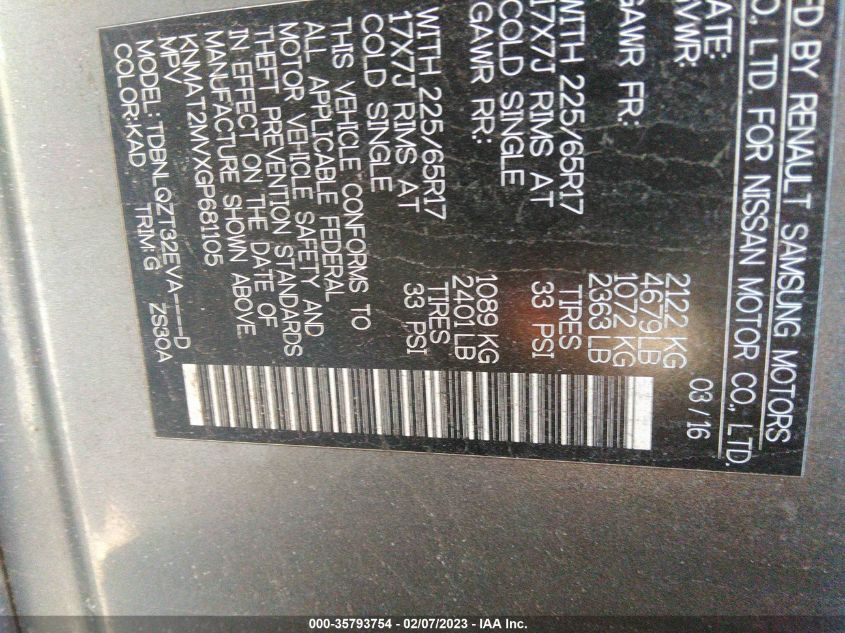 ED BY RENAULT SAMSUNG MOTORS
O., LTD. FOR NISSAN MOTOR CO., LTD.
DATE: 03/16
VWR: 2122 KG
4679 LB
GAWR FR: 1072 KG
2363 LB
WITH 225/65R17 TIRES
17X7J RIMS AT 33 PSI
COLD SINGLE
GAWR RR: 1089 KG
2401 LB
WITH 225/65R17 TIRES
17X7J RIMS AT 33 PSI
COLD SINGLE
THIS VEHICLE CONFORMS TO
ALL APPLICABLE FEDERAL
MOTOR VEHICLE SAFETY AND
THEFT PREVENTION STANDARDS
IN EFFECT ON THE DATE OF
MANUFACTURE SHOWN ABOVE
KNMAT2MVXGP681105
MPV
MODEL: TDBNLQZT32EVA----D
COLOR:KAD TRIM:G ZS30A
000-35793754 - 02/07/2023 - IAA Inc.